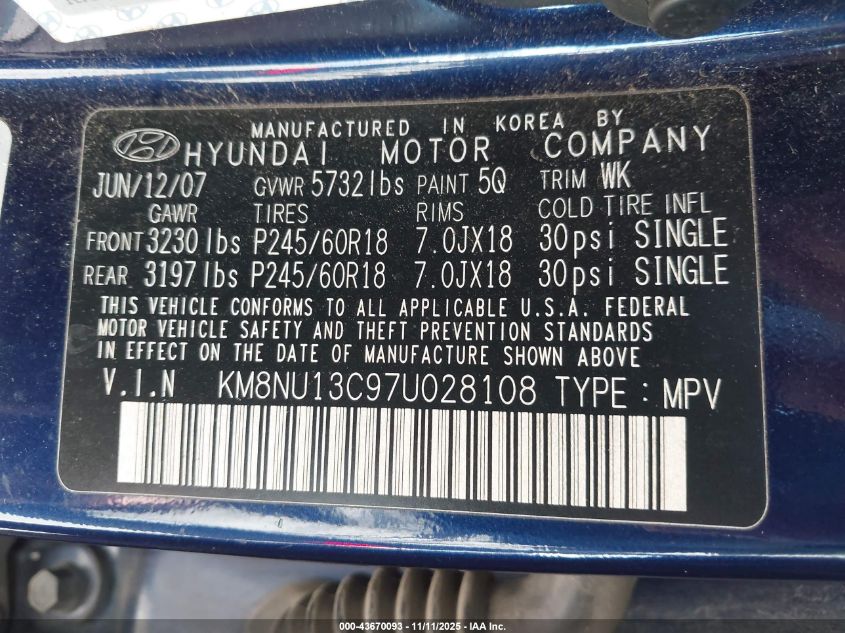 MANUFACTURED IN KOREA BY
HYUNDAI MOTOR COMPANY
JUN/12/07 GVWR 5732lbs PAINT 5Q TRIM WK
GAWR TIRES RIMS COLD TIRE INFL
FRONT 3230lbs P245/60R18 7.0JX18 30psi SINGLE
REAR 3197lbs P245/60R18 7.0JX18 30psi SINGLE
THIS VEHICLE CONFORMS TO ALL APPLICABLE U.S.A. FEDERAL
MOTOR VEHICLE SAFETY AND THEFT PREVENTION STANDARDS
IN EFFECT ON THE DATE OF MANUFACTURE SHOWN ABOVE
V.I.N KM8NU13C97U028108 TYPE : MPV
000-43670093 - 11/11/2025 - IAA Inc.